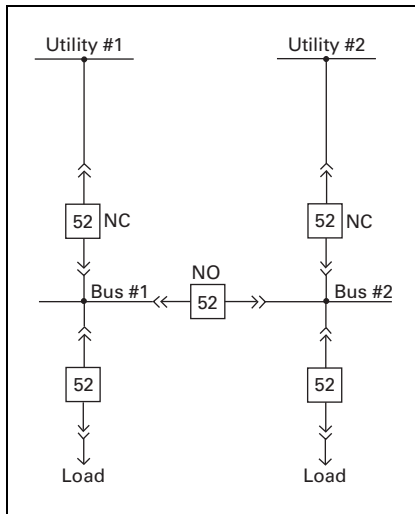 Utility #1 Utility #2
52 NC 52 NC
NO
Bus #1 52 Bus #2
52 52
Load Load